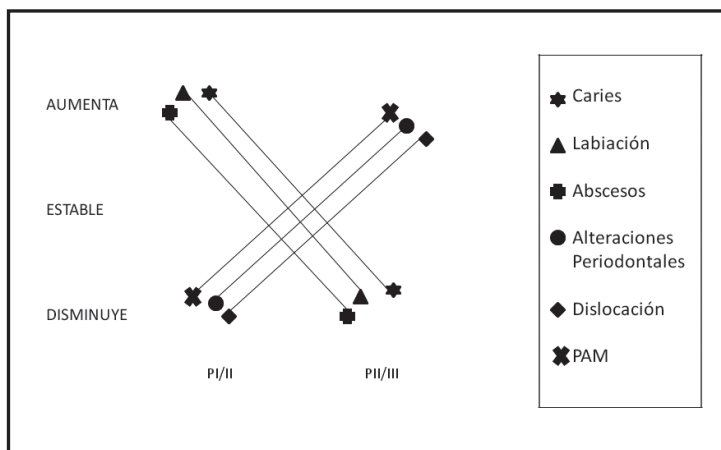 AUMENTA
ESTABLE
DISMINUYE
PI/II
PII/III
Caries
Labiación
Abscesos
Alteraciones
Periodontales
Dislocación
PAM